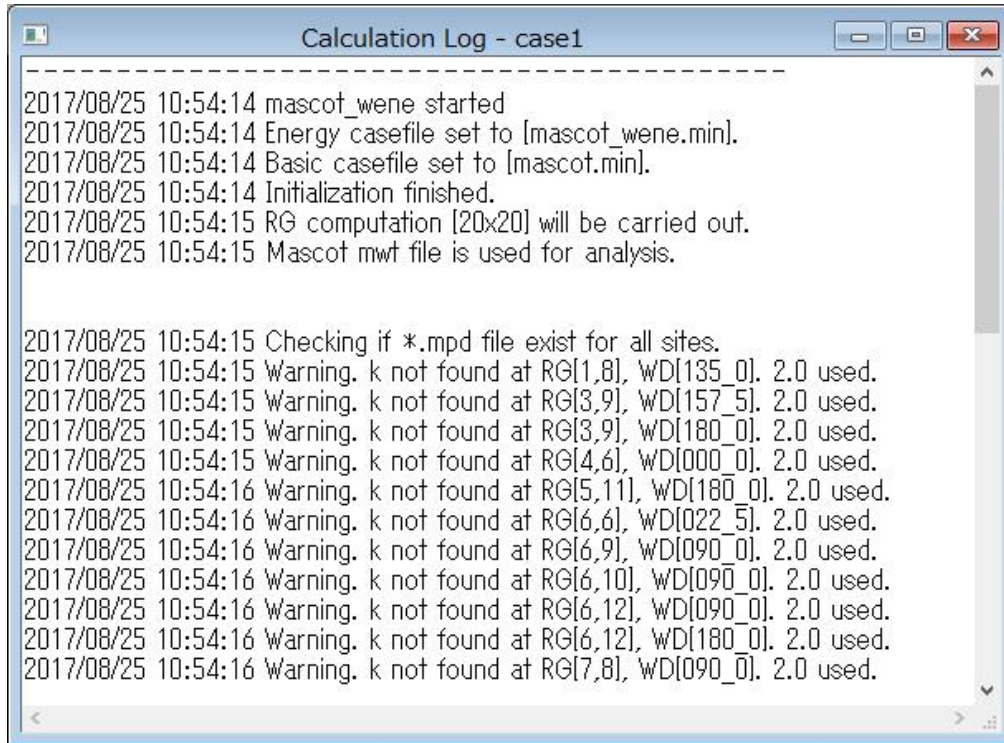 Calculation Log - case1
------------------------------------------
2017/08/25 10:54:14 mascot_wene started
2017/08/25 10:54:14 Energy casefile set to [mascot_wene.min].
2017/08/25 10:54:14 Basic casefile set to [mascot.min].
2017/08/25 10:54:14 Initialization finished.
2017/08/25 10:54:15 RG computation [20x20] will be carried out.
2017/08/25 10:54:15 Mascot mwt file is used for analysis.
2017/08/25 10:54:15 Checking if *.mpd file exist for all sites.
2017/08/25 10:54:15 Warning. k not found at RG[1,8], WD[135_0]. 2.0 used.
2017/08/25 10:54:15 Warning. k not found at RG[3,9], WD[157_5]. 2.0 used.
2017/08/25 10:54:15 Warning. k not found at RG[3,9], WD[180_0]. 2.0 used.
2017/08/25 10:54:15 Warning. k not found at RG[4,6], WD[000_0]. 2.0 used.
2017/08/25 10:54:16 Warning. k not found at RG[5,11], WD[180_0]. 2.0 used.
2017/08/25 10:54:16 Warning. k not found at RG[6,6], WD[022_5]. 2.0 used.
2017/08/25 10:54:16 Warning. k not found at RG[6,9], WD[090_0]. 2.0 used.
2017/08/25 10:54:16 Warning. k not found at RG[6,10], WD[090_0]. 2.0 used.
2017/08/25 10:54:16 Warning. k not found at RG[6,12], WD[090_0]. 2.0 used.
2017/08/25 10:54:16 Warning. k not found at RG[6,12], WD[180_0]. 2.0 used.
2017/08/25 10:54:16 Warning. k not found at RG[7,8], WD[090_0]. 2.0 used.